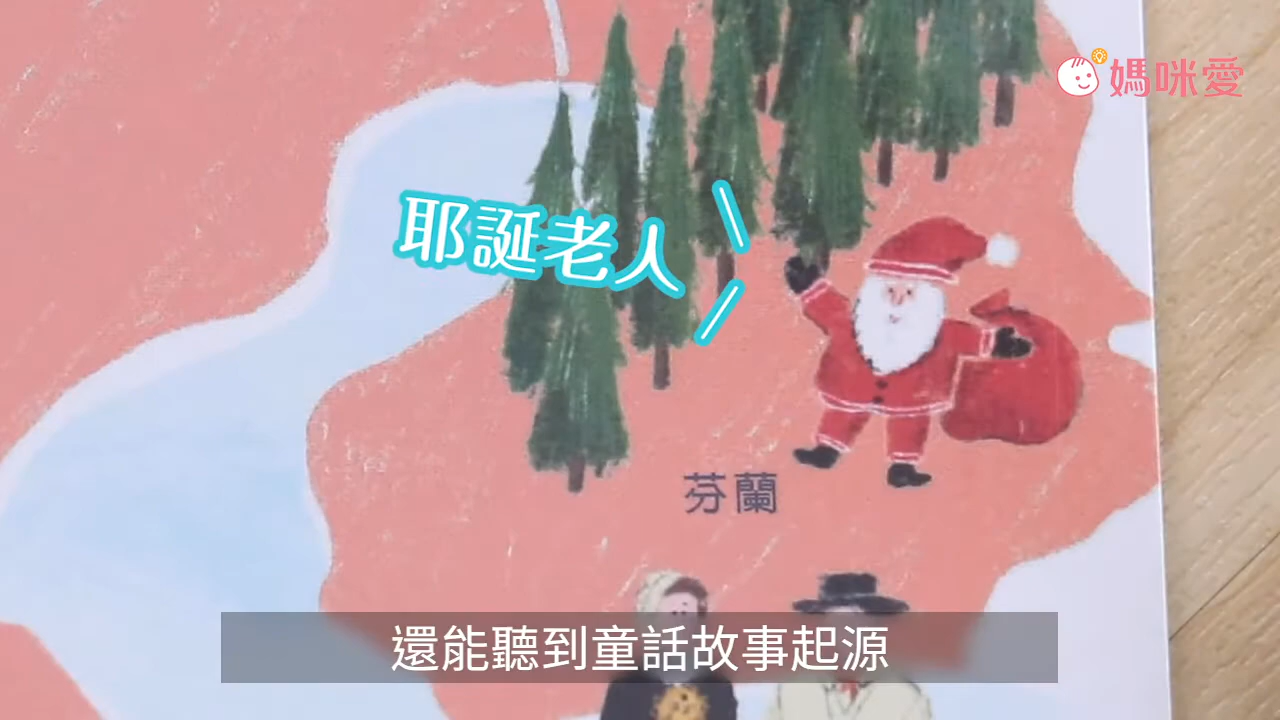 媽咪愛
耶誕老人
芬蘭
還能聽到童話故事起源